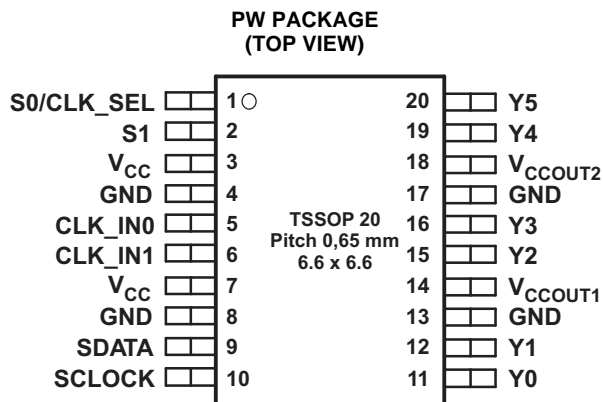 PW PACKAGE
(TOP VIEW)
S0/CLK_SEL 1 20 Y5
S1 2 19 Y4
VCC 3 18 VCCOUT2
GND 4 17 GND
CLK_IN0 5 TSSOP 20 16 Y3
Pitch 0,65 mm
CLK_IN1 6 6.6 x 6.6 15 Y2
VCC 7 14 VCCOUT1
GND 8 13 GND
SDATA 9 12 Y1
SCLOCK 10 11 Y0